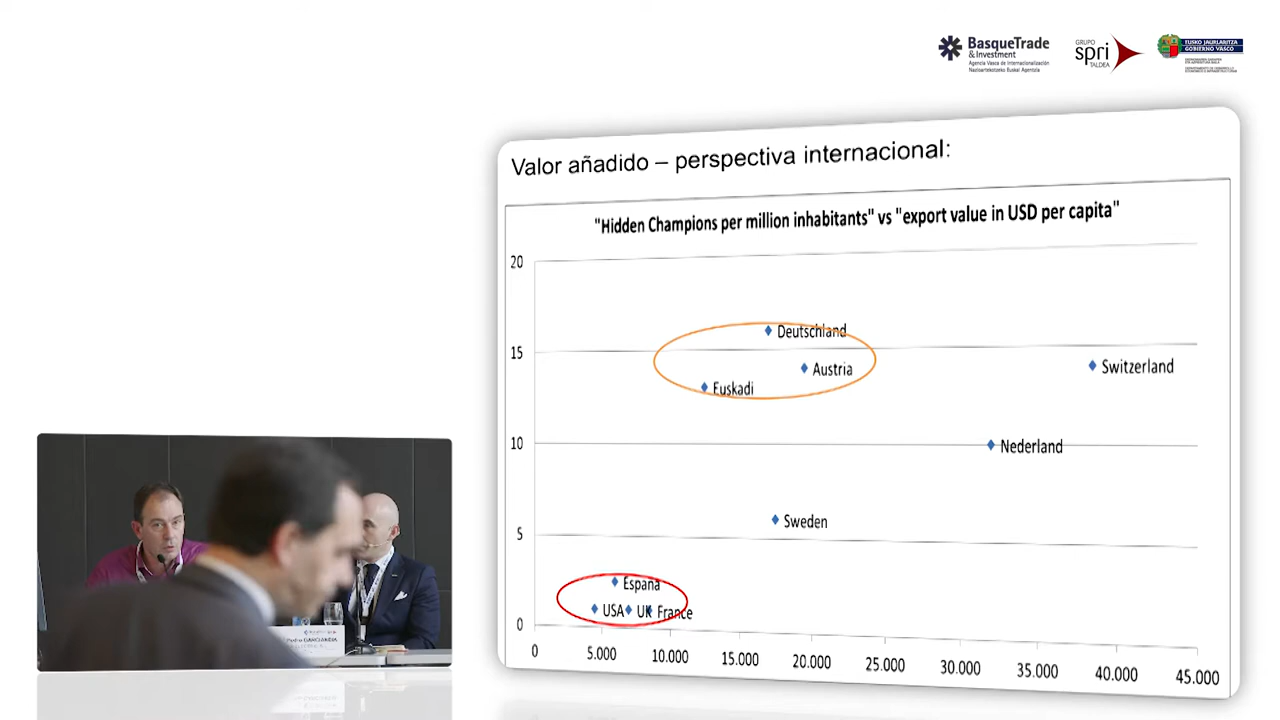 BasqueTrade
& Investment
Agencia Vasca de Internacionalización
Nazioartekotzeko Euskal Agentzia
GRUPO
spri
TALDEA
EUSKO JAURLARITZA
GOBIERNO VASCO
Valor añadido – perspectiva internacional:
"Hidden Champions per million inhabitants" vs "export value in USD per capita"
20
15
10
5
0
Deutschland
Austria
Euskadi
Switzerland
Nederland
Sweden
España
USA
UK
France
0
5.000
10.000
15.000
20.000
25.000
30.000
35.000
40.000
45.000